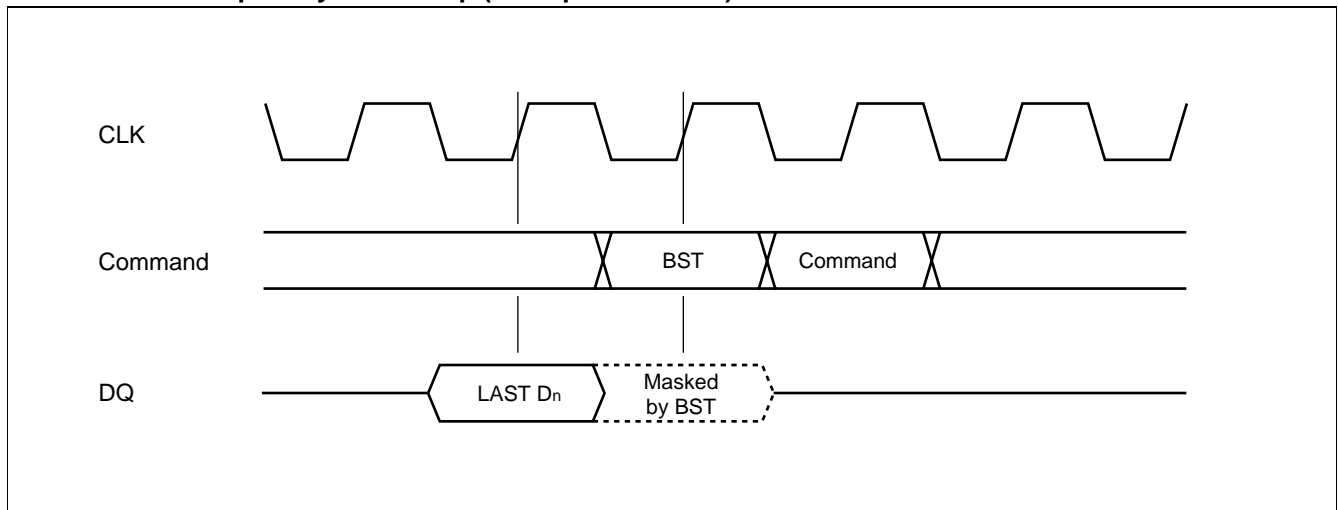 CLK
Command
BST
Command
DQ
LAST Dn
Masked
by BST